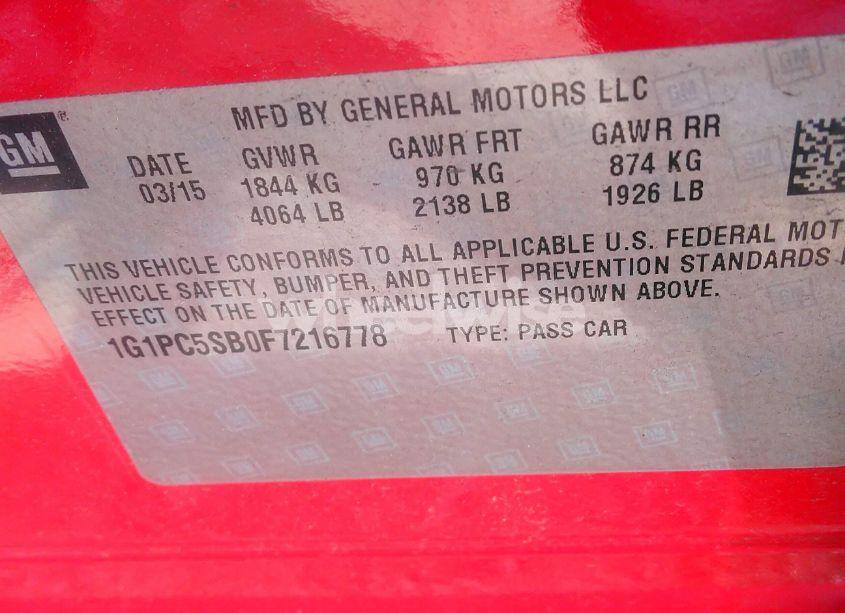 MFD BY GENERAL MOTORS LLC
GM
DATE GVWR GAWR FRT GAWR RR
03/15 1844 KG 970 KG 874 KG
4064 LB 2138 LB 1926 LB
THIS VEHICLE CONFORMS TO ALL APPLICABLE U.S. FEDERAL MOT
VEHICLE SAFETY, BUMPER, AND THEFT PREVENTION STANDARDS
EFFECT ON THE DATE OF MANUFACTURE SHOWN ABOVE.
1G1PC5SB0F7216778 TYPE: PASS CAR